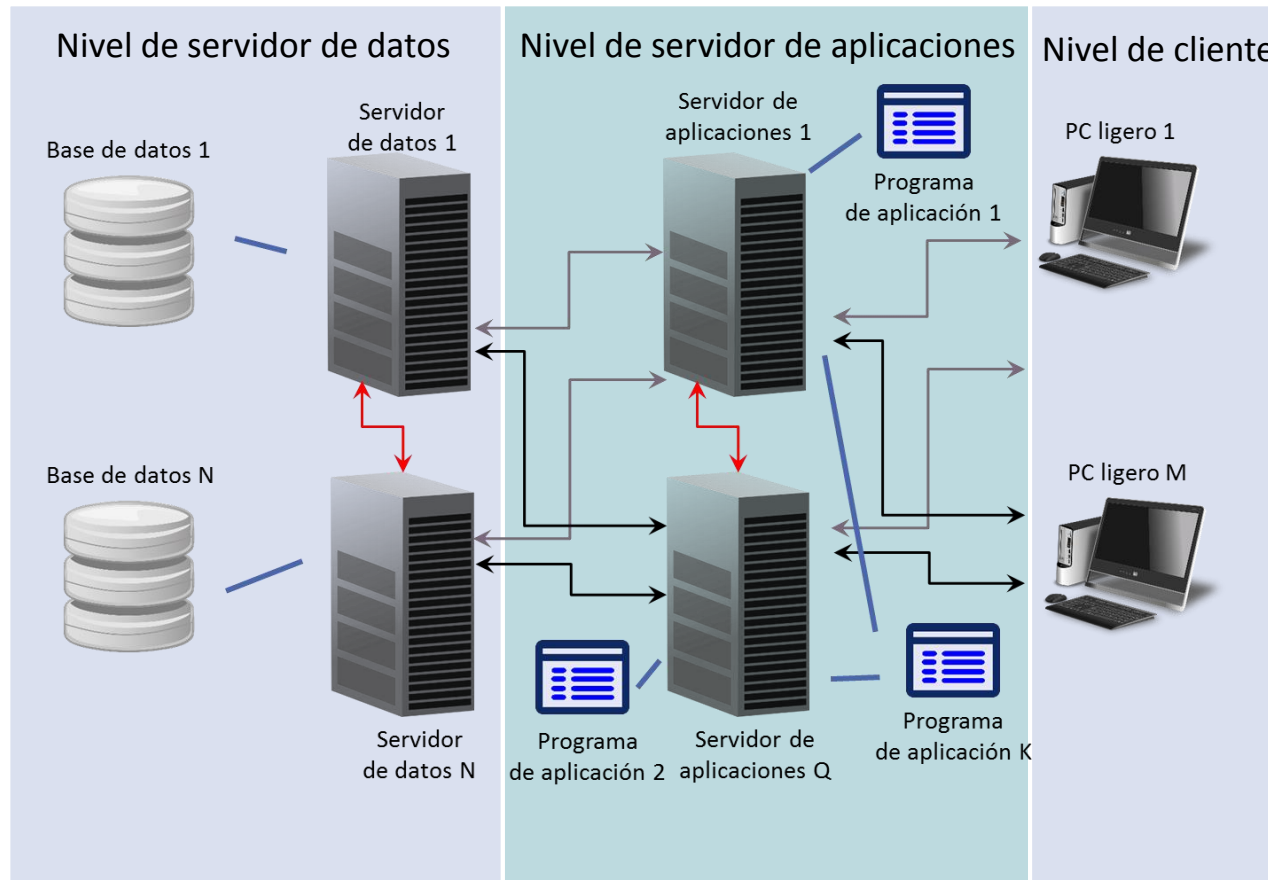 Nivel de servidor de datos
Nivel de servidor de aplicaciones
Nivel de cliente
Base de datos 1
Servidor
de datos 1
Servidor de
aplicaciones 1
Programa
de aplicación 1
PC ligero 1
Base de datos N
Servidor
de datos N
Programa
de aplicación 2
Servidor de
aplicaciones Q
Programa
de aplicación K
PC ligero M